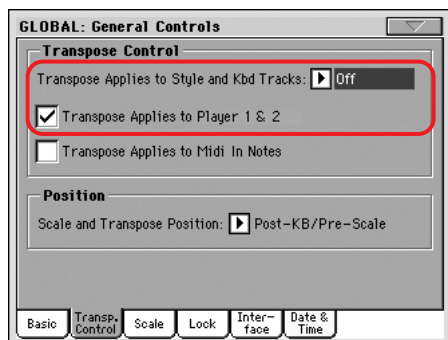 GLOBAL: General Controls
Transpose Control
Transpose Applies to Style and Kbd Tracks: Off
Transpose Applies to Player 1 & 2
Transpose Applies to Midi In Notes
Position
Scale and Transpose Position: Post-KB/Pre-Scale
Basic Transp. Control Scale Lock Inter-face Date & Time